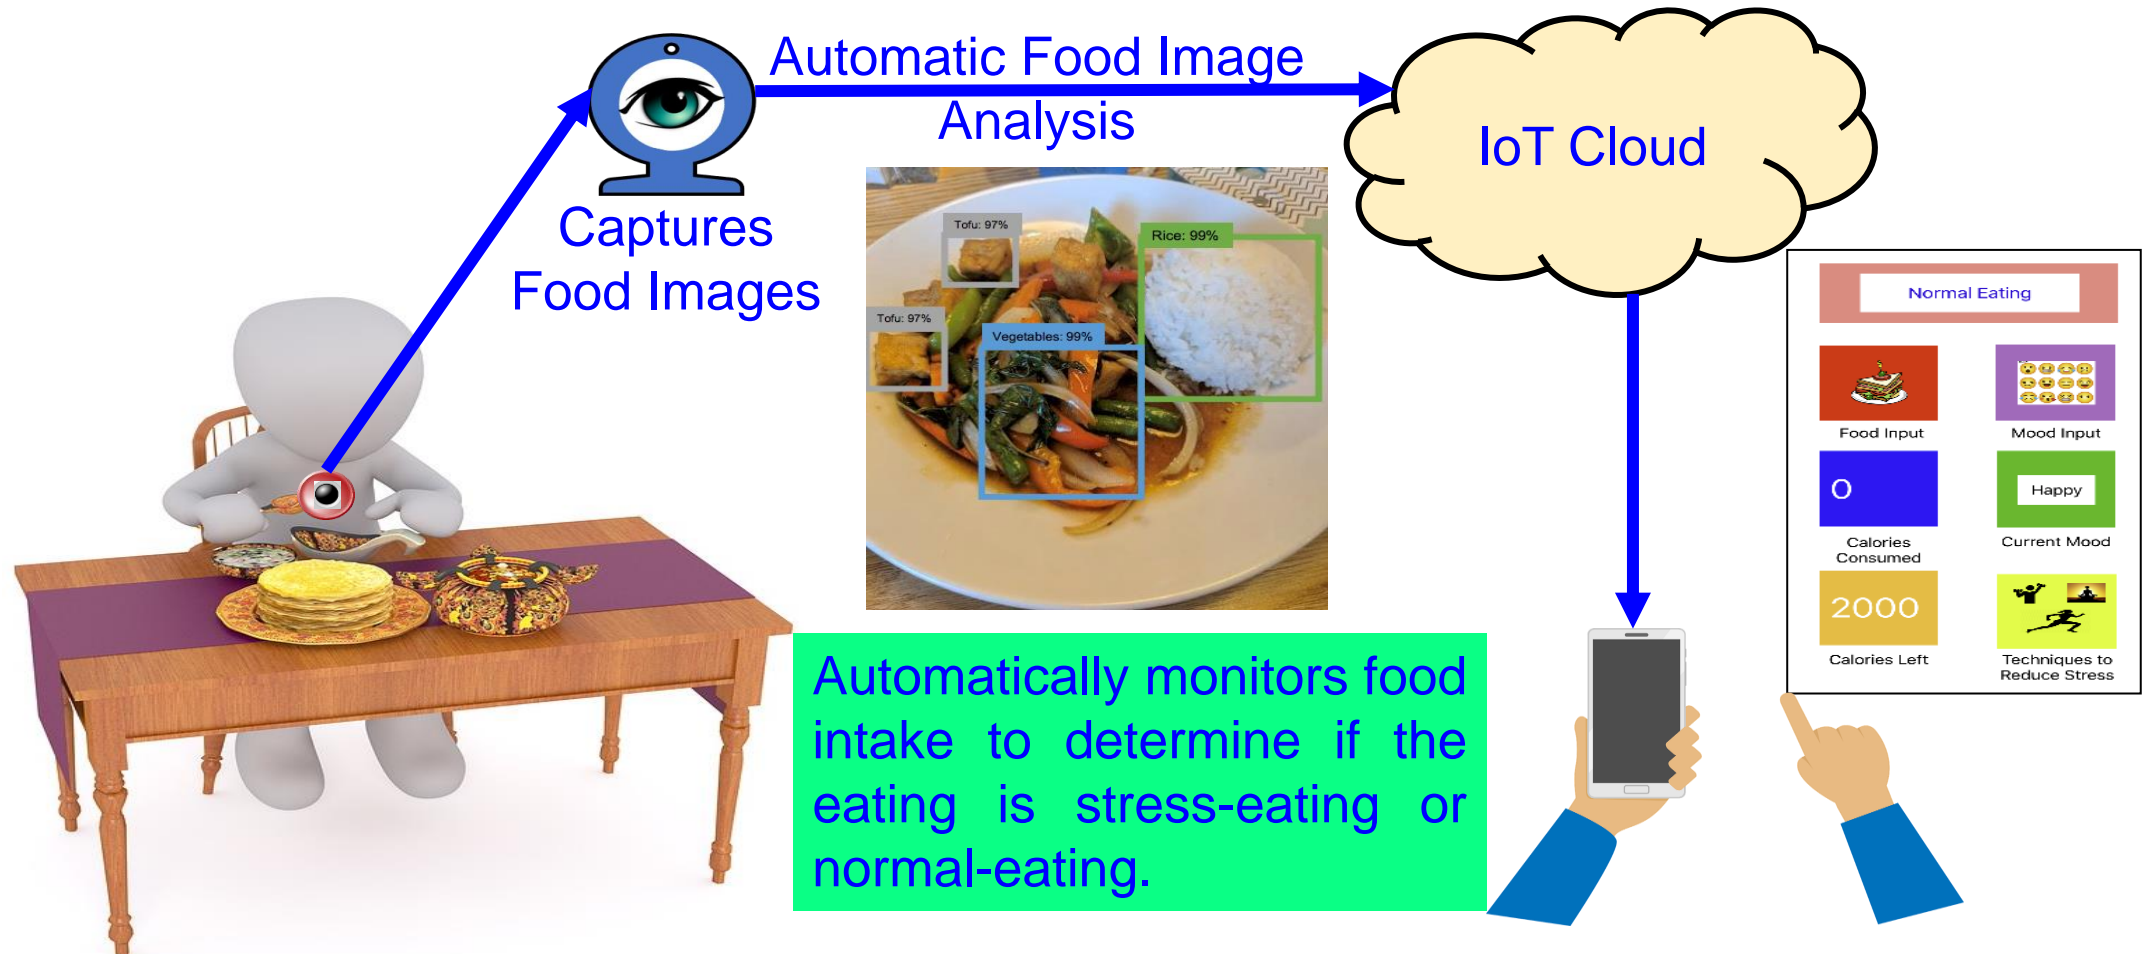 Automatic Food Image
Analysis
IoT Cloud
Captures
Food Images
Tofu: 97%
Rice: 99%
Tofu: 97%
Vegetables: 99%
Normal Eating
Food Input
Mood Input
0
Happy
Calories
Consumed
Current Mood
2000
Calories Left
Techniques to
Reduce Stress
Automatically monitors food
intake to determine if the
eating is stress-eating or
normal-eating.